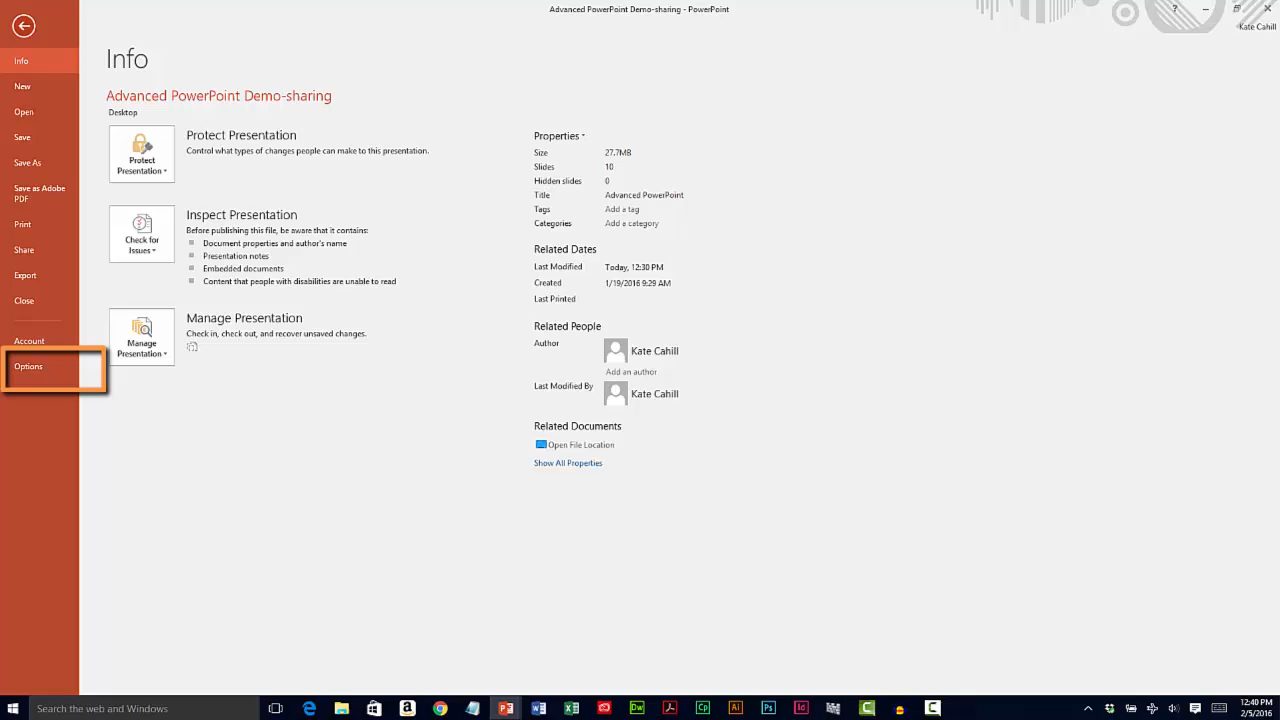 Advanced PowerPoint Demo-sharing - PowerPoint
?
Kate Cahill
Info
New
Open
Save
Save As
Save as Adobe
PDF
Print
Share
Export
Close
Account
Options
Info
Advanced PowerPoint Demo-sharing
Desktop
Protect
Presentation
Protect Presentation
Control what types of changes people can make to this presentation.
Check for
Issues
Inspect Presentation
Before publishing this file, be aware that it contains:
Document properties and author's name
Presentation notes
Embedded documents
Content that people with disabilities are unable to read
Manage
Presentation
Manage Presentation
Check in, check out, and recover unsaved changes.
Properties
Size 27.7MB
Slides 10
Hidden slides 0
Title Advanced PowerPoint
Tags Add a tag
Categories Add a category
Related Dates
Last Modified Today, 12:30 PM
Created 1/19/2016 9:29 AM
Last Printed
Related People
Author Kate Cahill
Add an author
Last Modified By Kate Cahill
Related Documents
Open File Location
Show All Properties
Search the web and Windows
a
Dw
Cp
Ai
Ps
Id
12:40 PM
2/5/2016